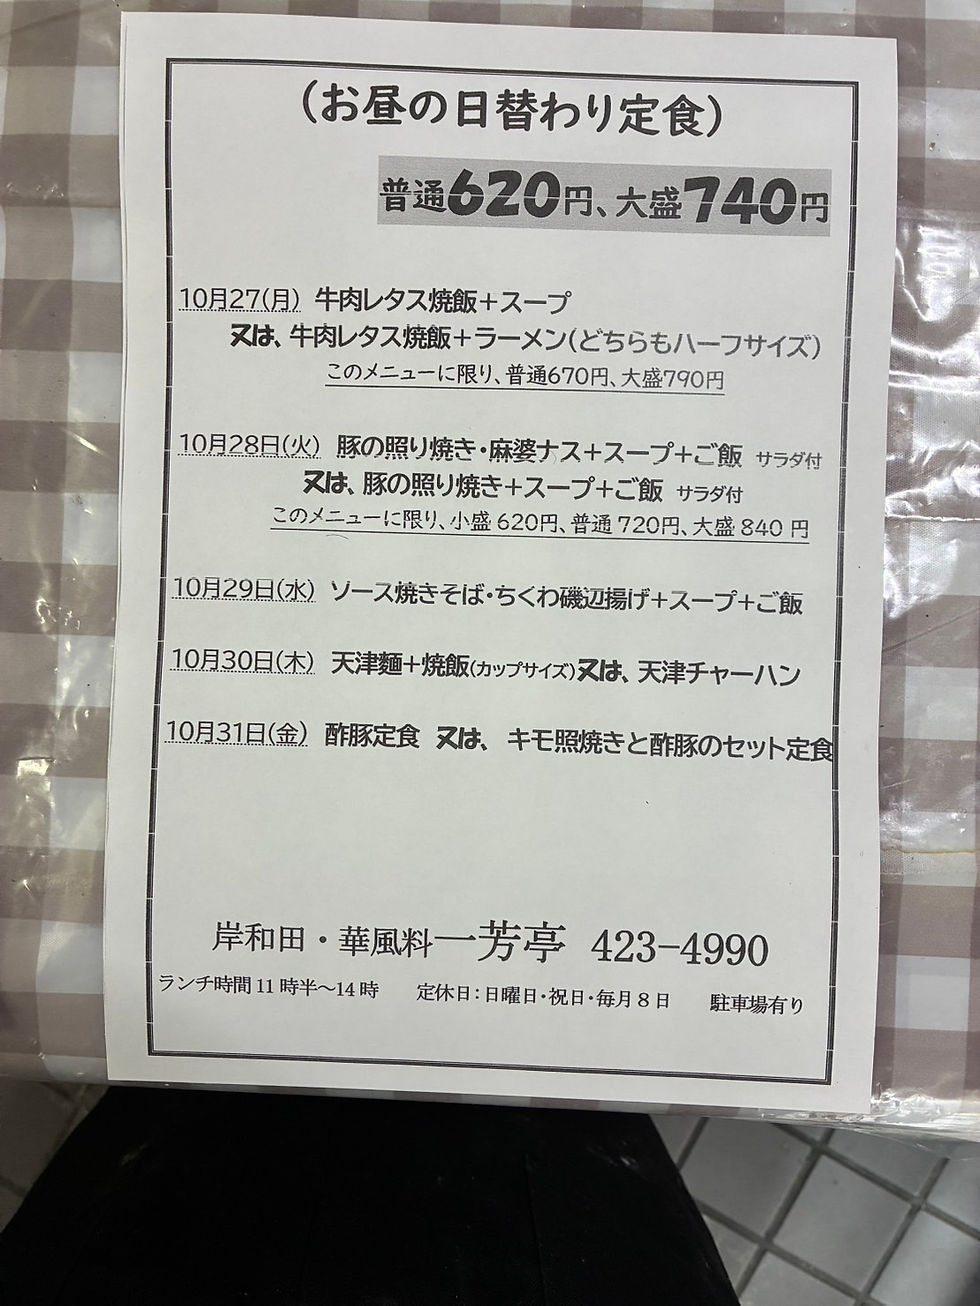 (お昼の日替わり定食)
普通620円、大盛740円
10月27(月) 牛肉レタス焼飯+スープ
又は、牛肉レタス焼飯+ラーメン(どちらもハーフサイズ)
このメニューに限り、普通670円、大盛790円
10月28日(火) 豚の照り焼き・麻婆ナス+スープ+ご飯 サラダ付
又は、豚の照り焼き+スープ+ご飯 サラダ付
このメニューに限り、小盛620円、普通720円、大盛840円
10月29日(水) ソース焼きそば・ちくわ磯辺揚げ+スープ+ご飯
10月30日(木) 天津麺+焼飯(カップサイズ)又は、天津チャーハン
10月31日(金) 酢豚定食 又は、 キモ照焼きと酢豚のセット定食
岸和田・華風料一芳亭 423-4990
ランチ時間11時半～14時 定休日:日曜日・祝日・毎月8日 駐車場有り